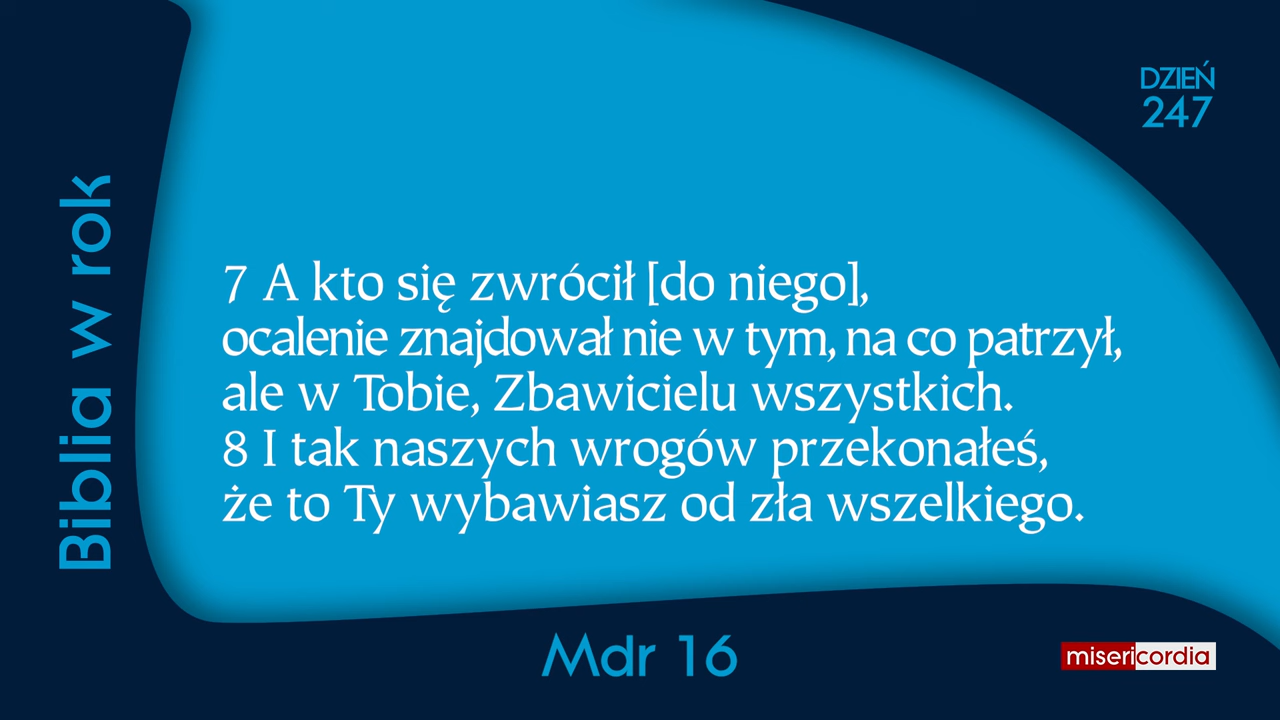 DZIEŃ
247
Biblia w rok
7 A kto się zwrócił [do niego],
ocalenie znajdował nie w tym, na co patrzył,
ale w Tobie, Zbawicielu wszystkich.
8 I tak naszych wrogów przekonałeś,
że to Ty wybawiasz od zła wszelkiego.
Mdr 16
misericordia